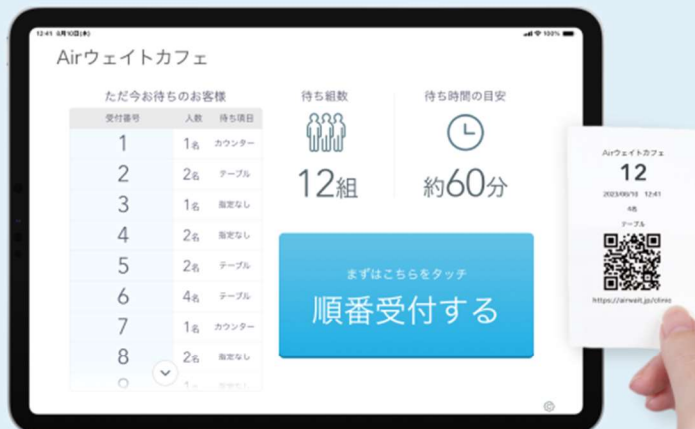 12:41 8月10日(木)
100%
Airウェイトカフェ
ただ今お待ちのお客様
受付番号 人数 待ち項目
1 1名 カウンター
2 2名 テーブル
3 1名 指定なし
4 2名 指定なし
5 2名 テーブル
6 4名 テーブル
7 1名 カウンター
8 2名 指定なし
待ち組数
12組
待ち時間の目安
約60分
まずはこちらをタッチ
順番受付する
Airウェイトカフェ
12
2023/08/10 12:41
4名
テーブル
https://airwait.jp/clinic